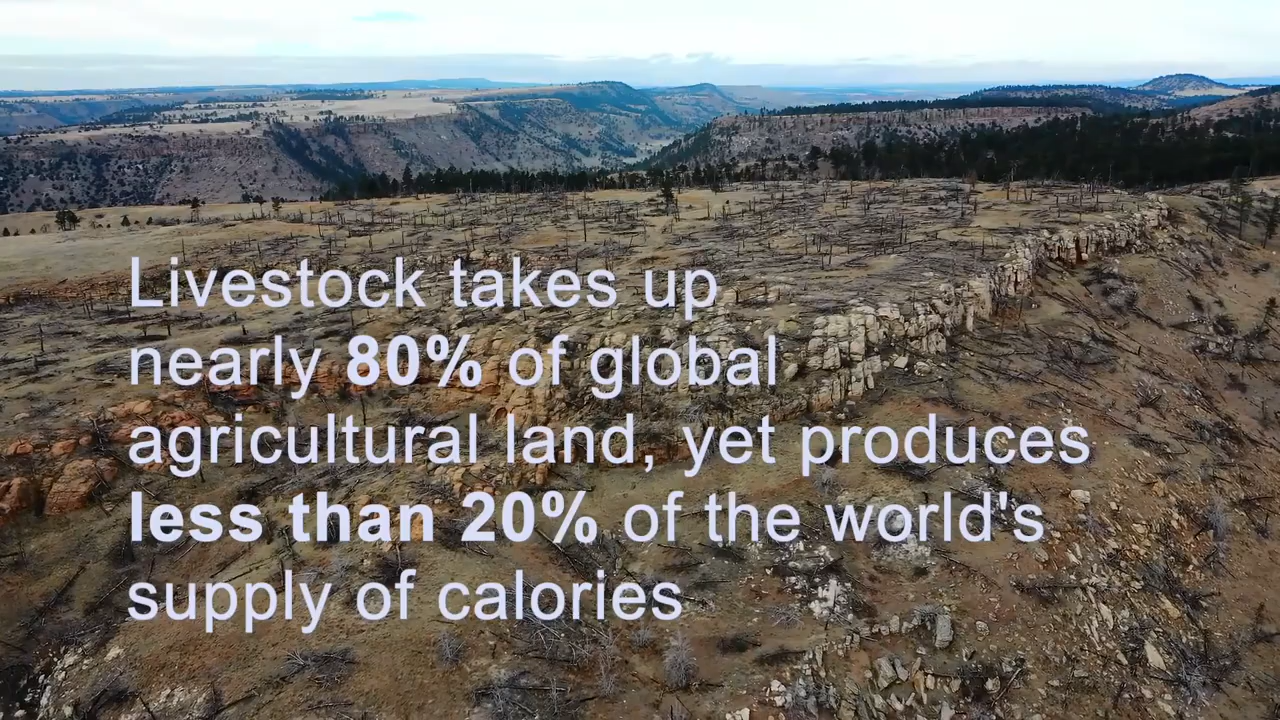 Livestock takes up
nearly 80% of global
agricultural land, yet produces
less than 20% of the world's
supply of calories